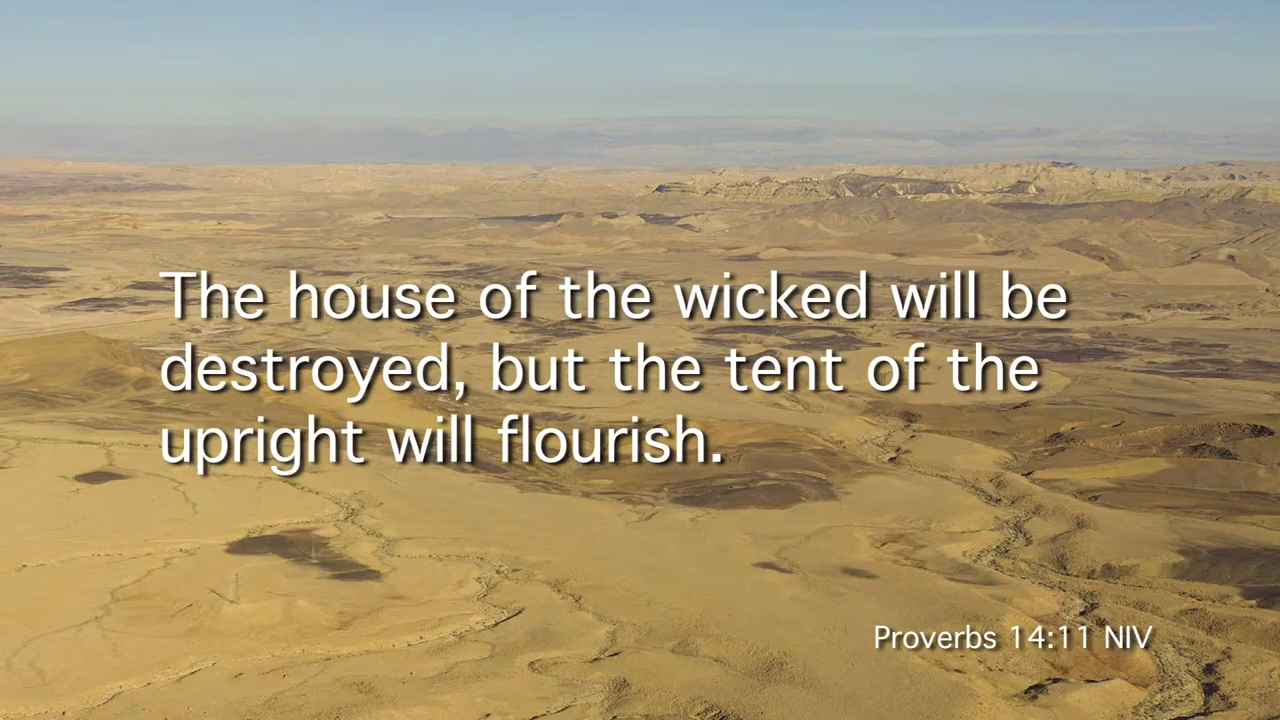 The house of the wicked will be
destroyed, but the tent of the
upright will flourish.
Proverbs 14:11 NIV